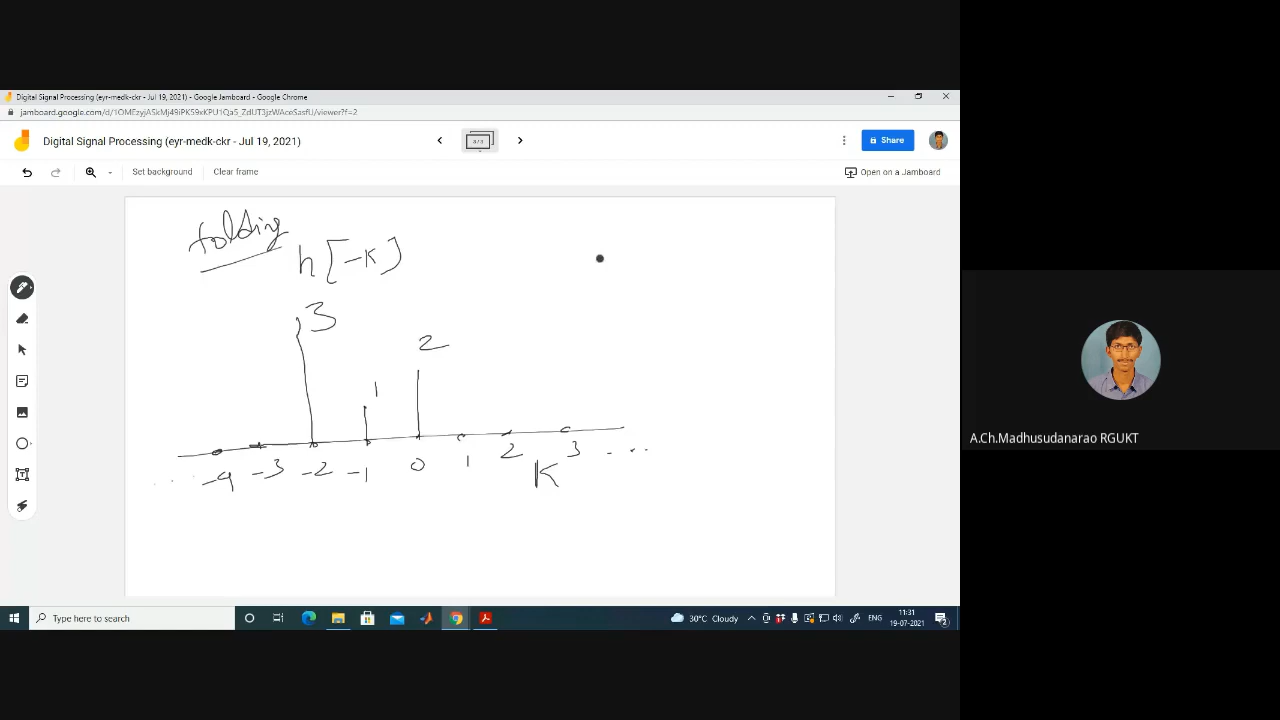 Digital Signal Processing (eyr-medk-ckr - Jul 19, 2021) - Google Jamboard - Google Chrome
Digital Signal Processing (eyr-medk-ckr - Jul 19, 2021)
Share
Set background
Clear frame
Open on a Jamboard
folding
h[-K]
3
2
1
... -4 -3 -2 -1 0 1 2 3 ...
K
A.Ch.Madhusudanarao RGUKT
Type here to search
30°C Cloudy
ENG
11:31
19-07-2021